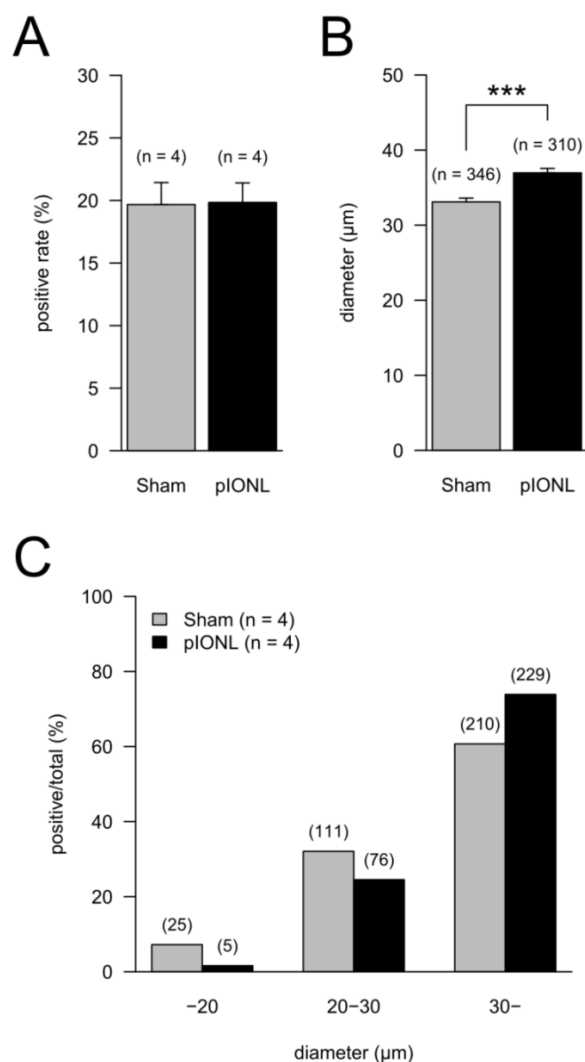 A
positive rate (%)
30
25
20
15
10
5
0
(n = 4)
(n = 4)
Sham
pIONL
B
diameter (µm)
50
40
30
20
10
0
***
(n = 346)
(n = 310)
Sham
pIONL
C
positive/total (%)
100
80
60
40
20
0
Sham (n = 4)
pIONL (n = 4)
(25)
(5)
(111)
(76)
(210)
(229)
−20
20−30
30-
diameter (µm)